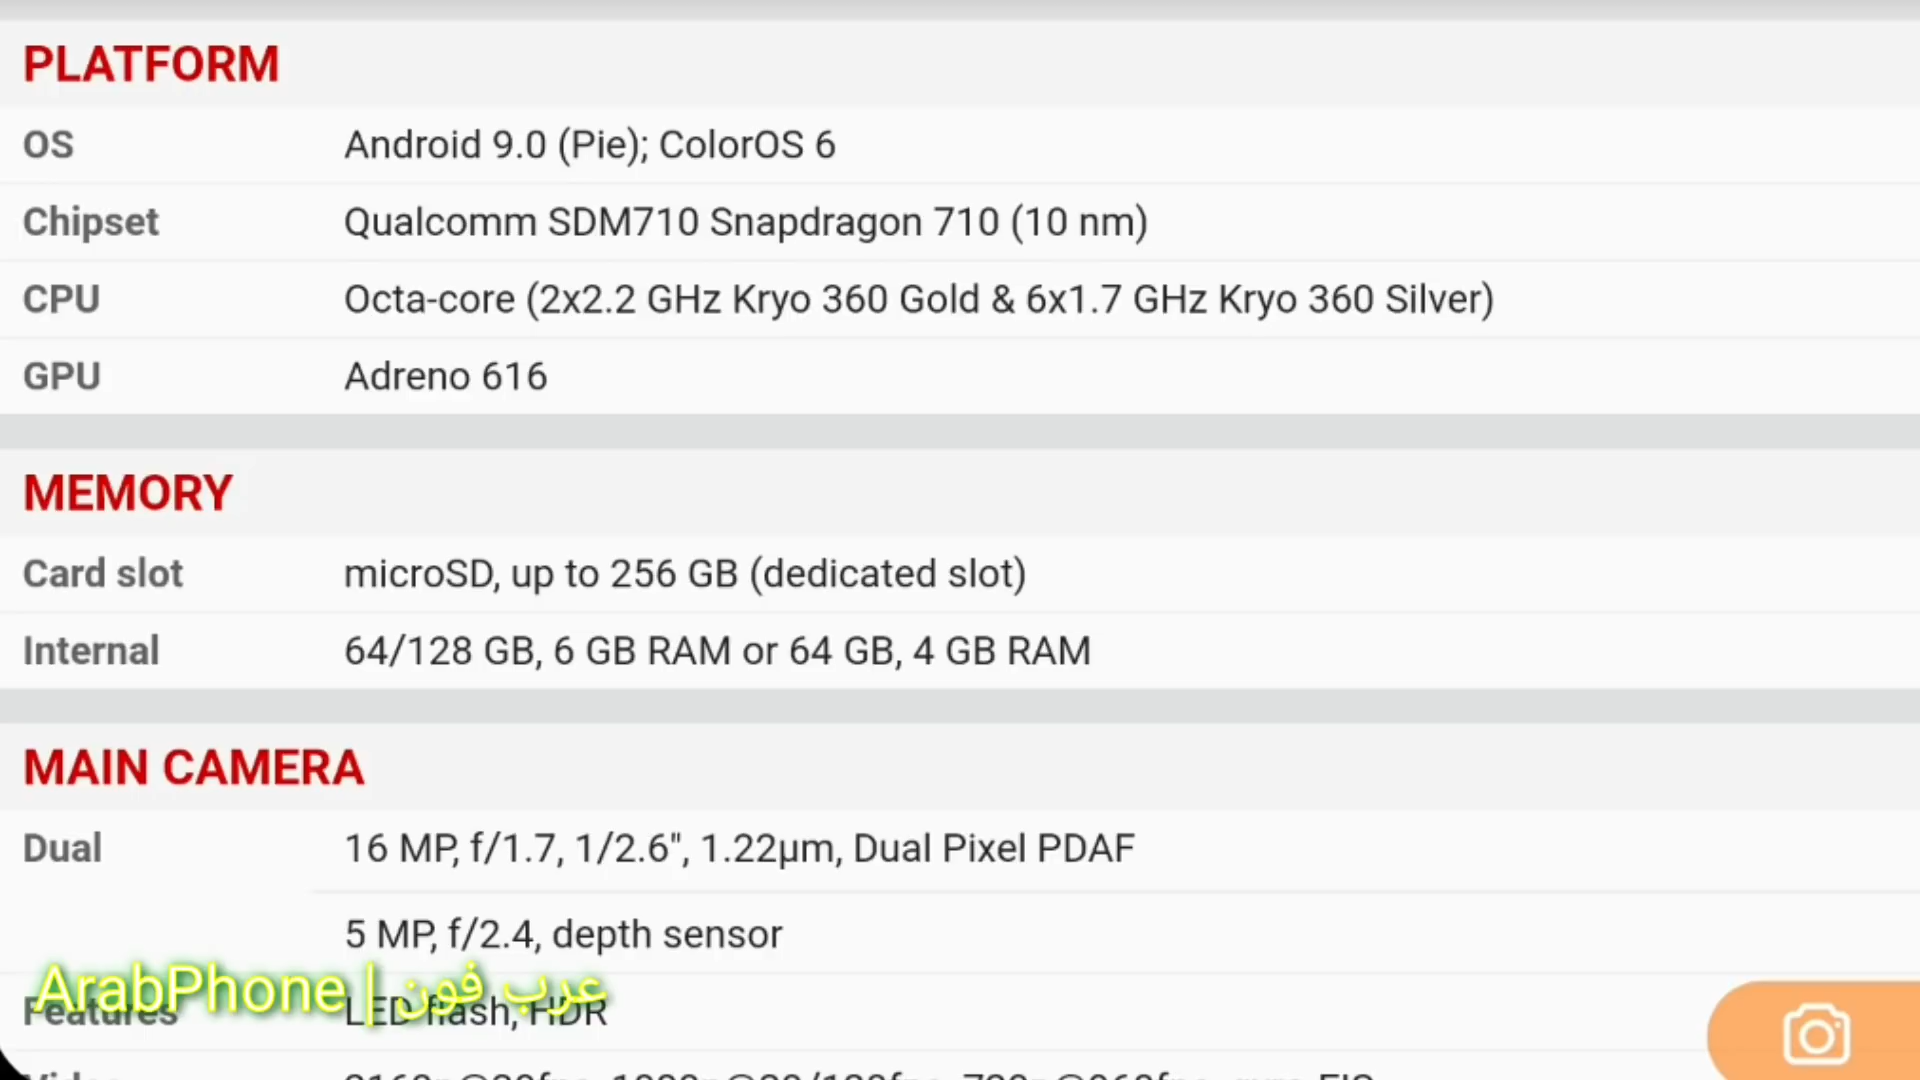 PLATFORM
OS Android 9.0 (Pie); ColorOS 6
Chipset Qualcomm SDM710 Snapdragon 710 (10 nm)
CPU Octa-core (2x2.2 GHz Kryo 360 Gold & 6x1.7 GHz Kryo 360 Silver)
GPU Adreno 616
MEMORY
Card slot microSD, up to 256 GB (dedicated slot)
Internal 64/128 GB, 6 GB RAM or 64 GB, 4 GB RAM
MAIN CAMERA
Dual 16 MP, f/1.7, 1/2.6", 1.22µm, Dual Pixel PDAF
5 MP, f/2.4, depth sensor
ArabPhone | عرب فون
Features LED flash, HDR